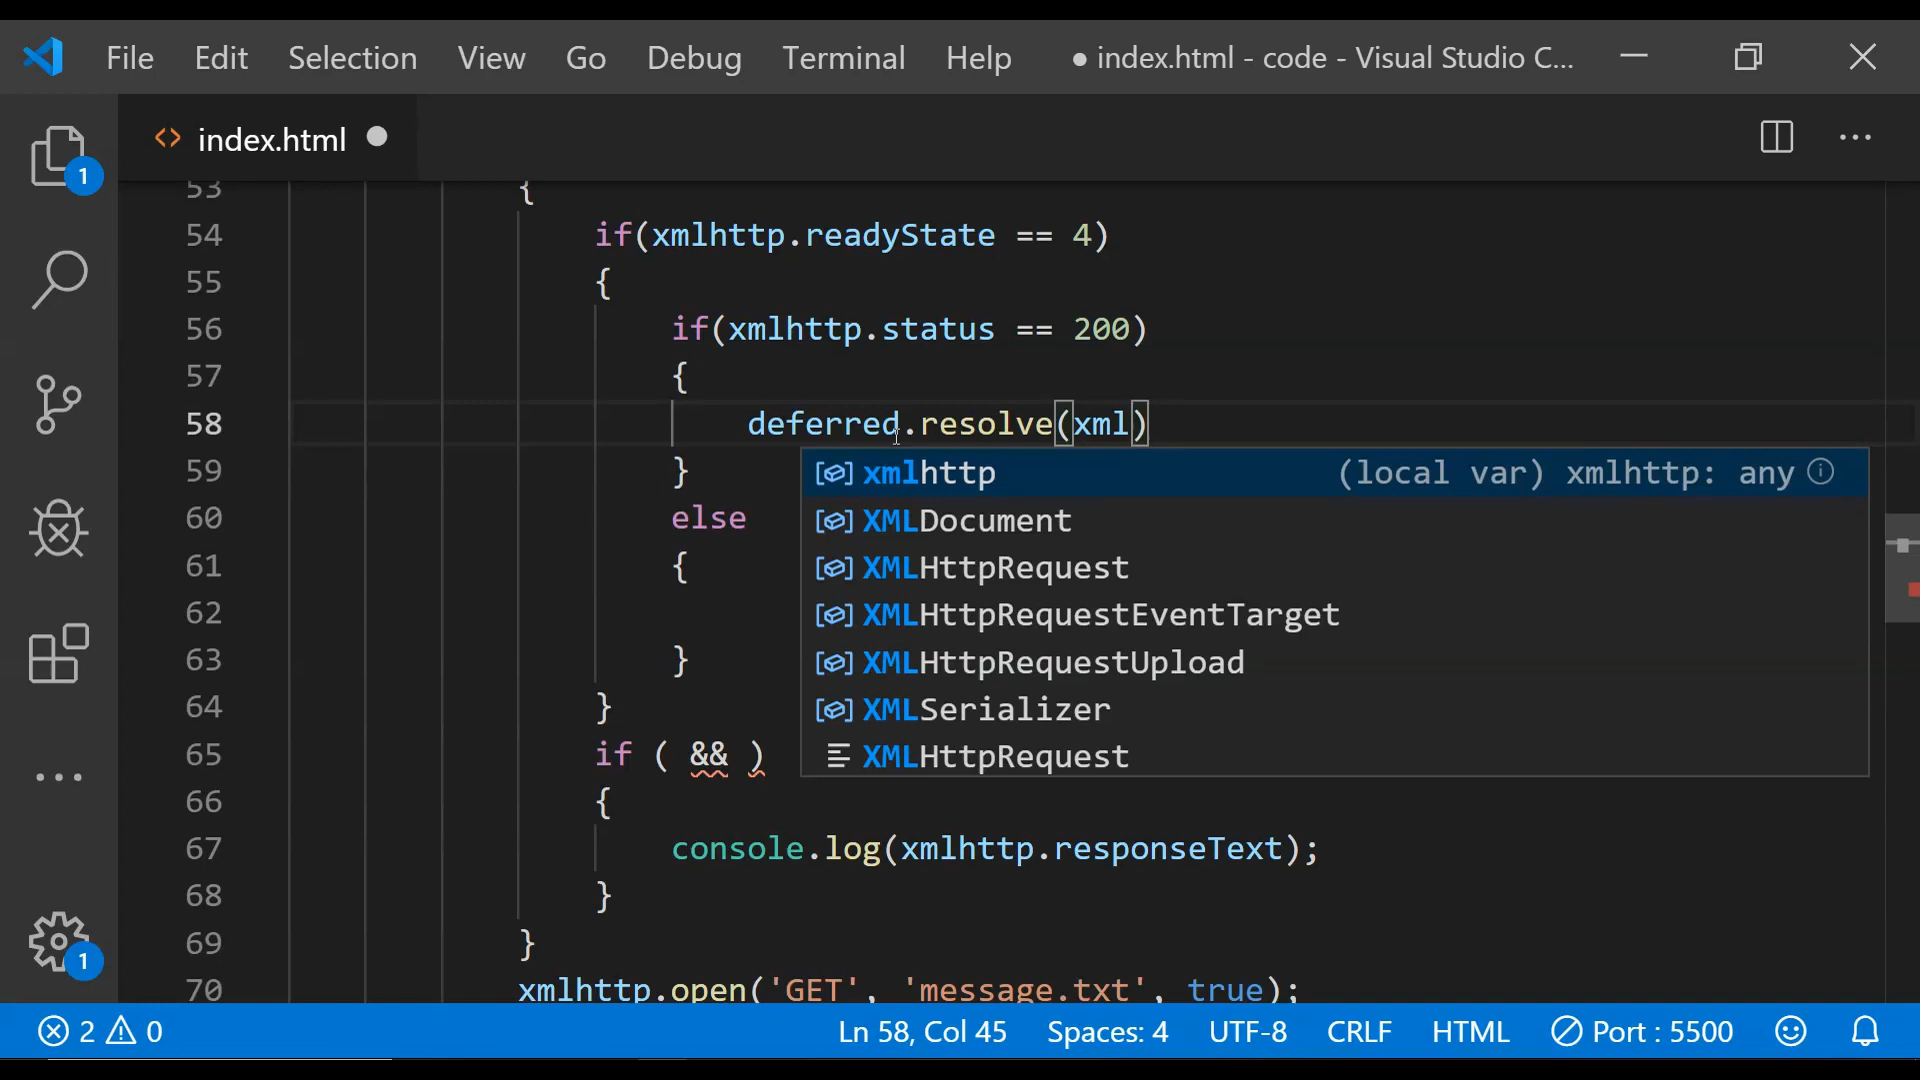 File Edit Selection View Go Debug Terminal Help ● index.html - code - Visual Studio C...
<> index.html ●
1
53 {
54 if(xmlhttp.readyState == 4)
55 {
56 if(xmlhttp.status == 200)
57 {
58 deferred.resolve(xml)
xmlhttp (local var) xmlhttp: any
59 }
XMLDocument
60 else
XMLHttpRequest
61 {
XMLHttpRequestEventTarget
62
XMLHttpRequestUpload
63 }
XMLSerializer
64 }
XMLHttpRequest
65 if ( && )
66 {
67 console.log(xmlhttp.responseText);
68 }
69 }
1
70 xmlhttp.open('GET', 'message.txt', true);
2 0 Ln 58, Col 45 Spaces: 4 UTF-8 CRLF HTML Port : 5500